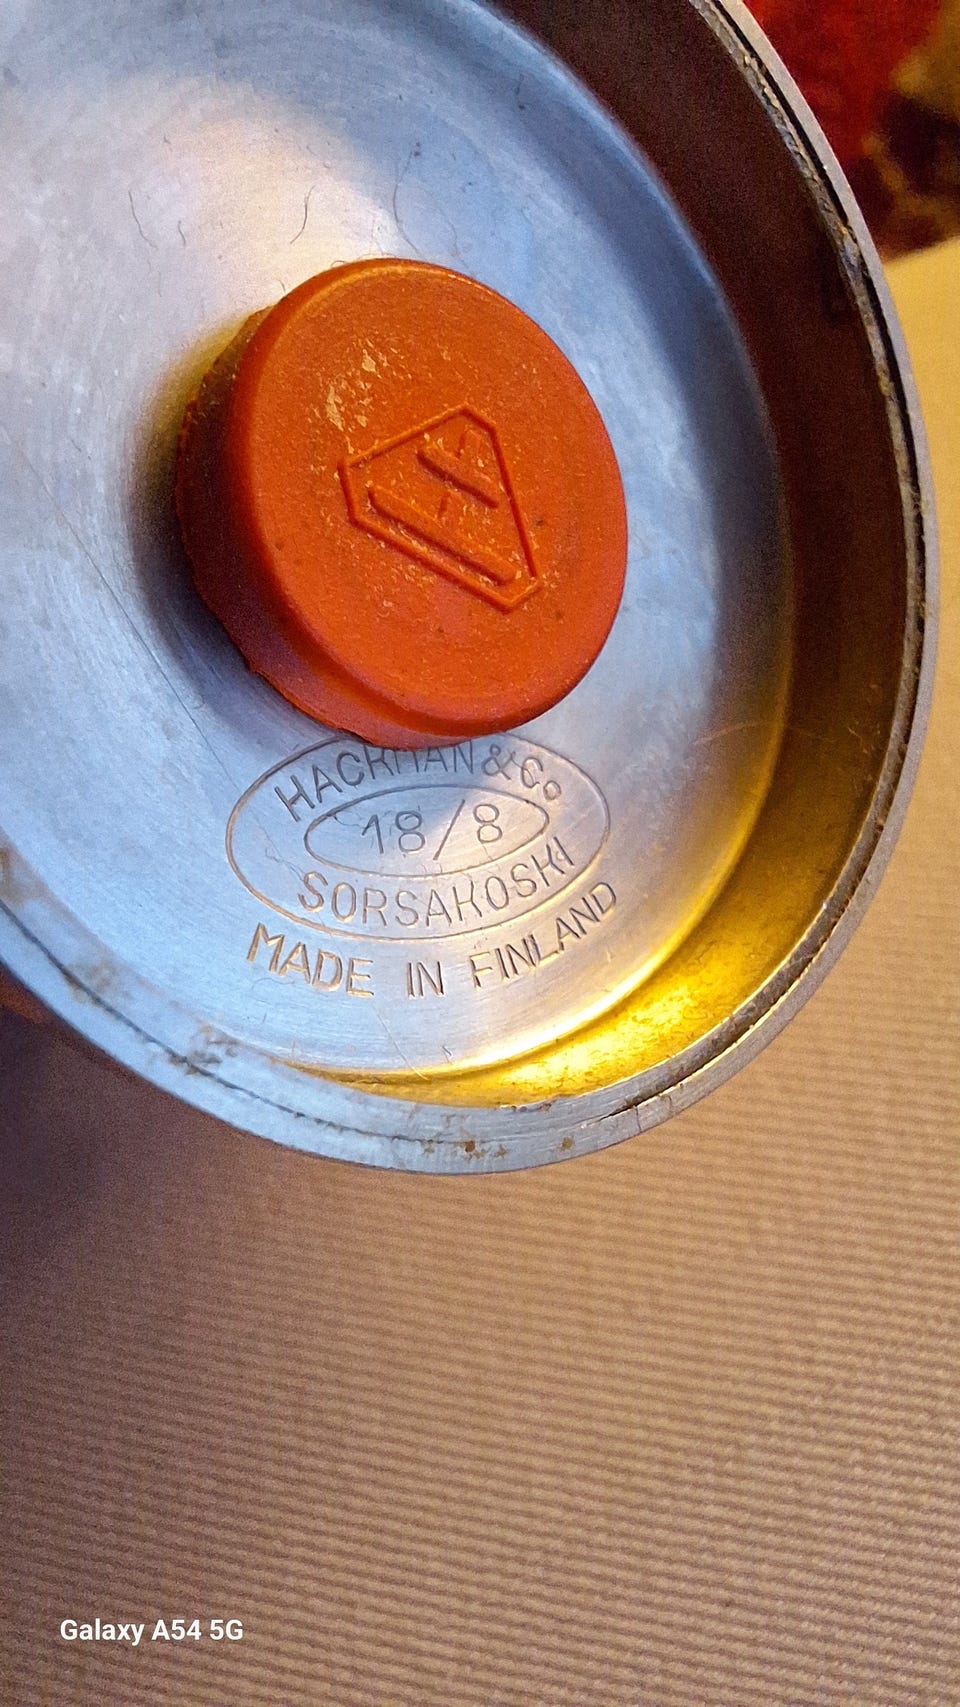 HACKMAN & Co
18/8
SORSAKOSKI
MADE IN FINLAND
Galaxy A54 5G